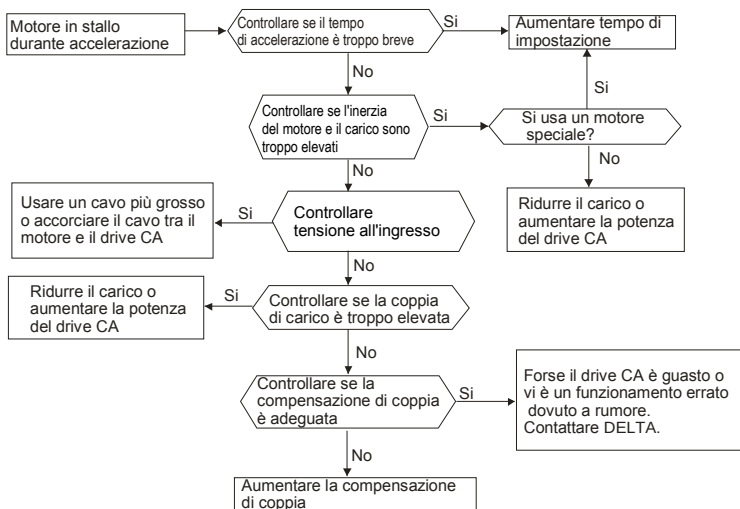 Motore in stallo
durante accelerazione
Controllare se il tempo
di accelerazione è troppo breve
Si
Aumentare tempo di
impostazione
No
Si
Controllare se l'inerzia
del motore e il carico sono
troppo elevati
Si
Si usa un motore
speciale?
No
No
Usare un cavo più grosso
o accorciare il cavo tra il
motore e il drive CA
Si
Controllare
tensione all'ingresso
Ridurre il carico o
aumentare la potenza
del drive CA
No
Ridurre il carico o
aumentare la potenza
del drive CA
Si
Controllare se la coppia
di carico è troppo elevata
No
Controllare se la
compensazione di coppia
è adeguata
Si
Forse il drive CA è guasto o
vi è un funzionamento errato
dovuto a rumore.
Contattare DELTA.
No
Aumentare la compensazione
di coppia